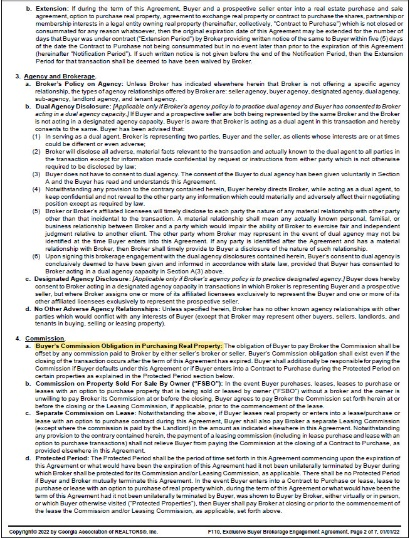 b. Extension: If during the term of this Agreement, Buyer and a prospective seller enter into a real estate purchase and sale
agreement, option to purchase real property, agreement to exchange real property or contract to purchase the shares, partnership or
membership interests in a legal entity owning real property (hereinafter, collectively, "Contract to Purchase") which is not closed or
consummated for any reason whatsoever, then the original expiration date of this Agreement may be extended for the number of
days that Buyer was under contract ("Extension Period") by Broker providing written notice of the same to Buyer within five (5) days
of the date the Contract to Purchase not being consummated but in no event later than prior to the expiration of this Agreement
(hereinafter "Notification Period"). If such written notice is not given before the end of the Notification Period, then the Extension
Period for that transaction shall be deemed to have been waived by Broker.
3. Agency and Brokerage.
a. Broker's Policy on Agency: Unless Broker has indicated elsewhere herein that Broker is not offering a specific agency
relationship, the types of agency relationships offered by Broker are: seller agency, buyer agency, designated agency, dual agency,
sub-agency, landlord agency, and tenant agency.
b. Dual Agency Disclosure: [Applicable only if Broker's agency policy is to practice dual agency and Buyer has consented to Broker
acting in a dual agency capacity.] If Buyer and a prospective seller are both being represented by the same Broker and the Broker
is not acting in a designated agency capacity, Buyer is aware that Broker is acting as a dual agent in this transaction and hereby
consents to the same. Buyer has been advised that:
(1) In serving as a dual agent, Broker is representing two parties, Buyer and the seller, as clients whose interests are or at times
could be different or even adverse;
(2) Broker will disclose all adverse, material facts relevant to the transaction and actually known to the dual agent to all parties in
the transaction except for information made confidential by request or instructions from either party which is not otherwise
required to be disclosed by law;
(3) Buyer does not have to consent to dual agency. The consent of the Buyer to dual agency has been given voluntarily in Section
A and the Buyer has read and understands this Agreement.
(4) Notwithstanding any provision to the contrary contained herein, Buyer hereby directs Broker, while acting as a dual agent, to
keep confidential and not reveal to the other party any information which could materially and adversely affect their negotiating
position except as required by law.
(5) Broker or Broker's affiliated licensees will timely disclose to each party the nature of any material relationship with other party
other than that incidental to the transaction. A material relationship shall mean any actually known personal, familial, or
business relationship between Broker and a party which would impair the ability of Broker to exercise fair and independent
judgment relative to another client. The other party whom Broker may represent in the event of dual agency may not be
identified at the time Buyer enters into this Agreement. If any party is identified after the Agreement and has a material
relationship with Broker, then Broker shall timely provide to Buyer a disclosure of the nature of such relationship.
(6) Upon signing this brokerage engagement with the dual agency disclosures contained herein, Buyer's consent to dual agency is
conclusively deemed to have been given and informed in accordance with state law, provided that Buyer has consented to
Broker acting in a dual agency capacity in Section A(3) above.
c. Designated Agency Disclosure: [Applicable only if Broker's agency policy is to practice designated agency.] Buyer does hereby
consent to Broker acting in a designated agency capacity in transactions in which Broker is representing Buyer and a prospective
seller, but where Broker assigns one or more of its affiliated licensees exclusively to represent the Buyer and one or more of its
other affiliated licensees exclusively to represent the prospective seller.
d. No Other Adverse Agency Relationships: Unless specified herein, Broker has no other known agency relationships with other
parties which would conflict with any interests of Buyer (except that Broker may represent other buyers, sellers, landlords, and
tenants in buying, selling or leasing property).
4. Commission.
a. Buyer's Commission Obligation in Purchasing Real Property: The obligation of Buyer to pay Broker the Commission shall be
offset by any commission paid to Broker by either seller's broker or seller. Buyer's Commission obligation shall exist even if the
closing of the transaction occurs after the term of this Agreement has expired. Buyer shall additionally be responsible for paying the
Commission if Buyer defaults under this Agreement or if Buyer enters into a Contract to Purchase during the Protected Period on
certain properties as explained in the Protected Period section below.
b. Commission on Property Sold For Sale By Owner ("FSBO"): In the event Buyer purchases, leases, leases to purchase or
leases with an option to purchase property that is being sold or leased by owner ("FSBO") without a broker and the owner is
unwilling to pay Broker its Commission at or before the closing, Buyer agrees to pay Broker the Commission set forth herein at or
before the closing or the Leasing Commission, if applicable, prior to the commencement of the lease.
c. Separate Commission on Lease: Notwithstanding the above, if Buyer leases real property or enters into a lease/purchase or
lease with an option to purchase contract during this Agreement, Buyer shall also pay Broker a separate Leasing Commission
(except where the commission is paid by the Landlord) in the amount as indicated elsewhere in this Agreement. Notwithstanding
any provision to the contrary contained herein, the payment of a leasing commission (including in lease purchase and lease with an
option to purchase transactions) shall not relieve Buyer from paying the Commission at the closing of a Contract to Purchase, as
provided elsewhere in this Agreement.
d. Protected Period: The Protected Period shall be the period of time set forth in this Agreement commencing upon the expiration of
this Agreement or what would have been the expiration of this Agreement had it not been unilaterally terminated by Buyer during
which Broker shall be protected for its Commission and/or Leasing Commission, as applicable. There shall be no Protected Period
if Buyer and Broker mutually terminate this Agreement. In the event Buyer enters into a Contract to Purchase or lease, lease to
purchase or lease with an option to purchase of real property which, during the term of this Agreement or what would have been the
term of this Agreement had it not been unilaterally terminated by Buyer, was shown to Buyer by Broker, either virtually or in person,
or which Buyer otherwise visited ("Protected Properties"), then Buyer shall pay Broker at closing or prior to the commencement of
the lease the Commission and/or Leasing Commission, as applicable, set forth above.
Copyright© 2022 by Georgia Association of REALTORS®, Inc.
F110, Exclusive Buyer Brokerage Engagement Agreement, Page 2 of 7, 01/01/22